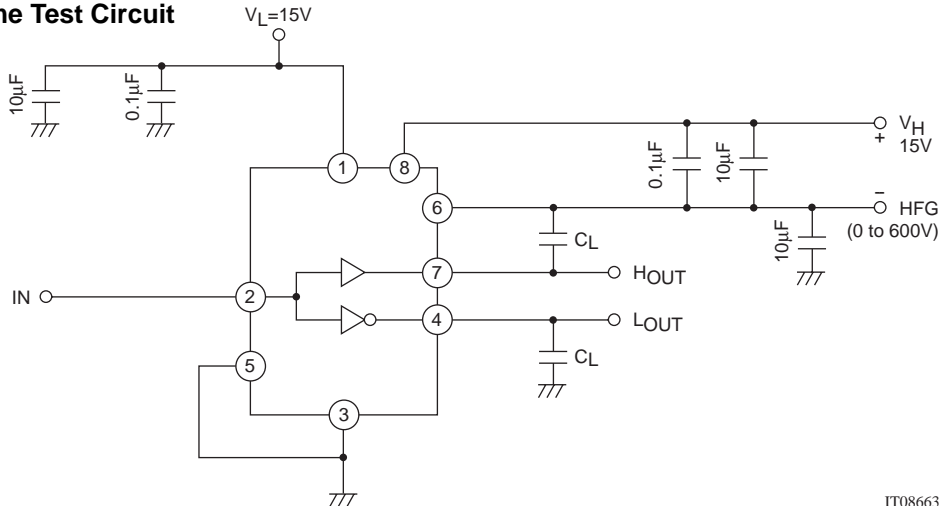 me Test Circuit
VL=15V
10μF
0.1μF
1
8
VH
+
15V
0.1μF
10μF
6
−
HFG
(0 to 600V)
CL
10μF
7
HOUT
IN
2
4
LOUT
5
CL
3
IT08663